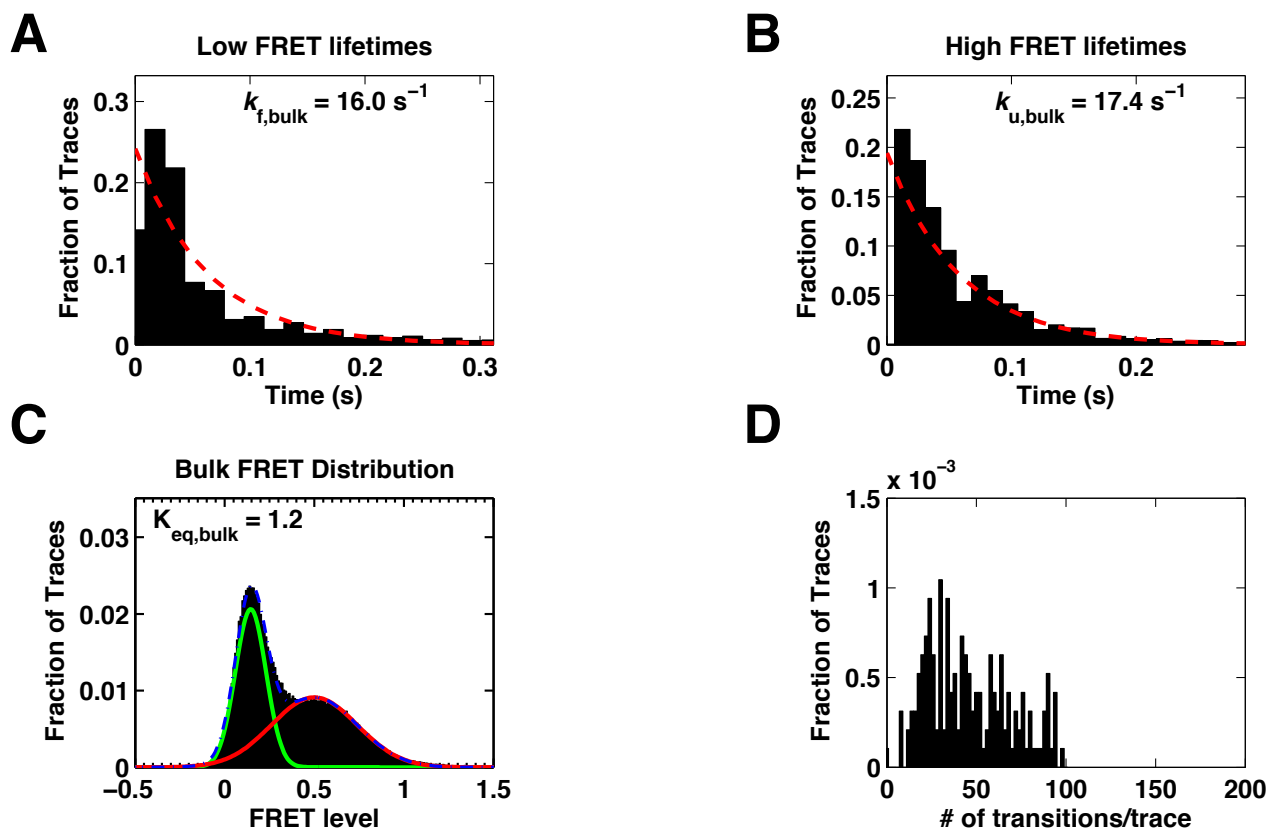 A
Low FRET lifetimes
k_f,bulk = 16.0 s⁻¹
Fraction of Traces
0.3
0.2
0.1
0
0 0.1 0.2 0.3
Time (s)
B
High FRET lifetimes
k_u,bulk = 17.4 s⁻¹
Fraction of Traces
0.25
0.2
0.15
0.1
0.05
0
0 0.1 0.2
Time (s)
C
Bulk FRET Distribution
K_eq,bulk = 1.2
Fraction of Traces
0.03
0.02
0.01
0
−0.5 0 0.5 1 1.5
FRET level
D
x 10⁻³
Fraction of Traces
1.5
1
0.5
0
0 50 100 150 200
# of transitions/trace